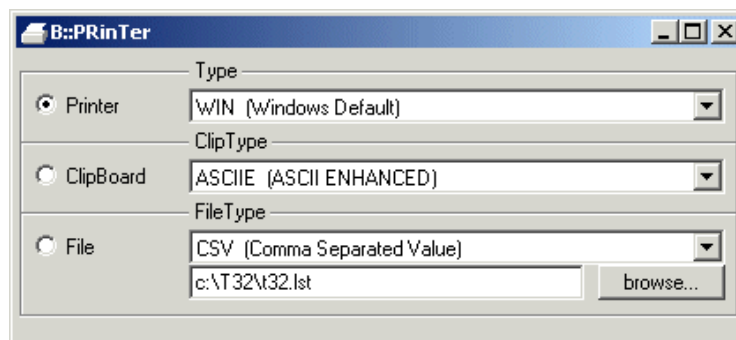 B::PRinTer
Type
Printer
WIN (Windows Default)
ClipType
ClipBoard
ASCIIE (ASCII ENHANCED)
FileType
File
CSV (Comma Separated Value)
c:\T32\t32.lst
browse...